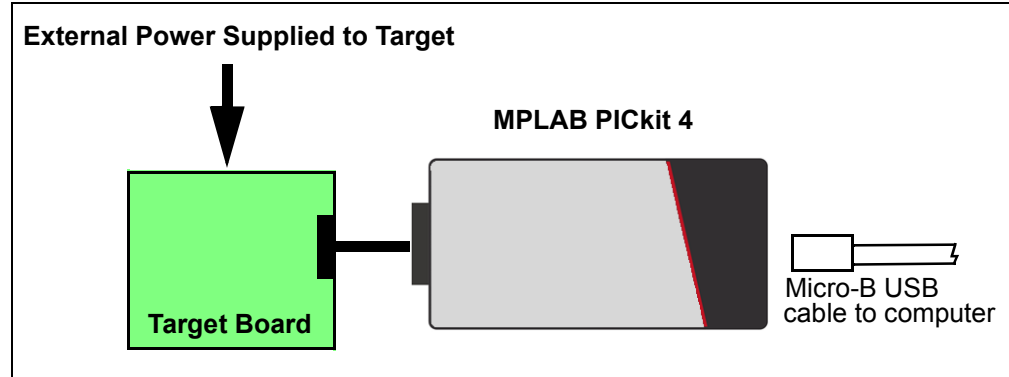 External Power Supplied to Target
MPLAB PICkit 4
Target Board
Micro-B USB
cable to computer